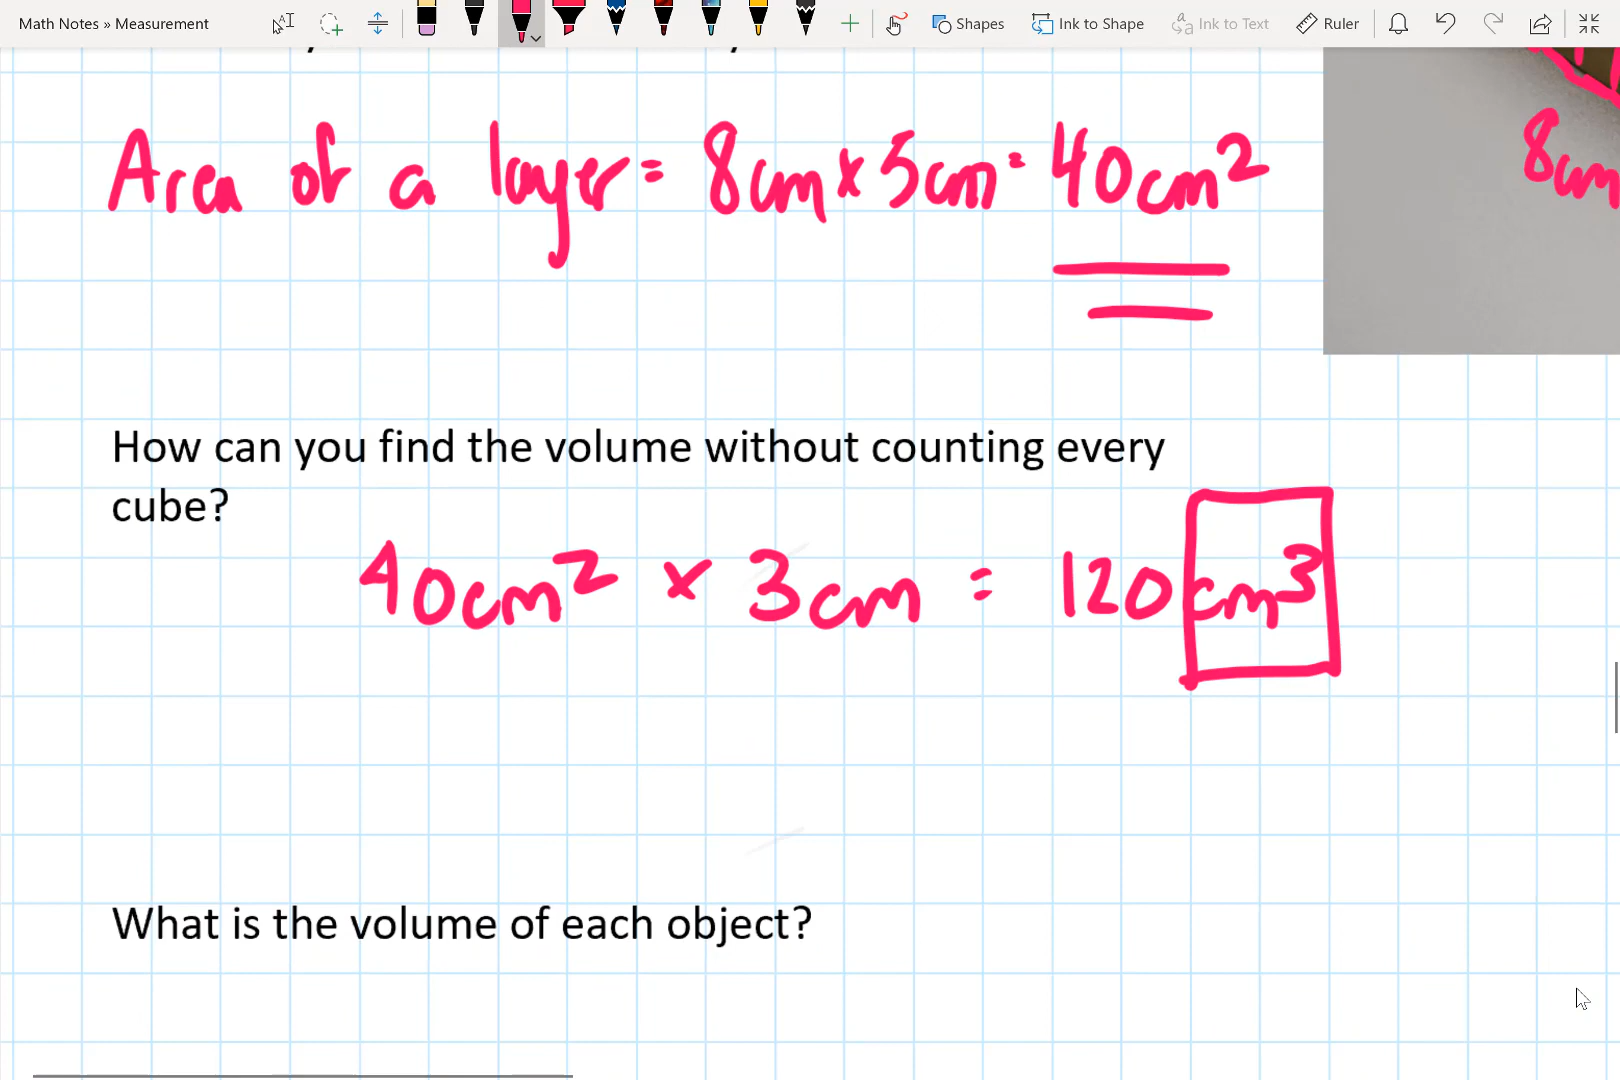 Math Notes » Measurement
Shapes
Ink to Shape
Ink to Text
Ruler
Area of a layer = 8cm x 5cm = 40cm²
8cm
How can you find the volume without counting every
cube?
40cm² x 3cm = 120cm³
What is the volume of each object?